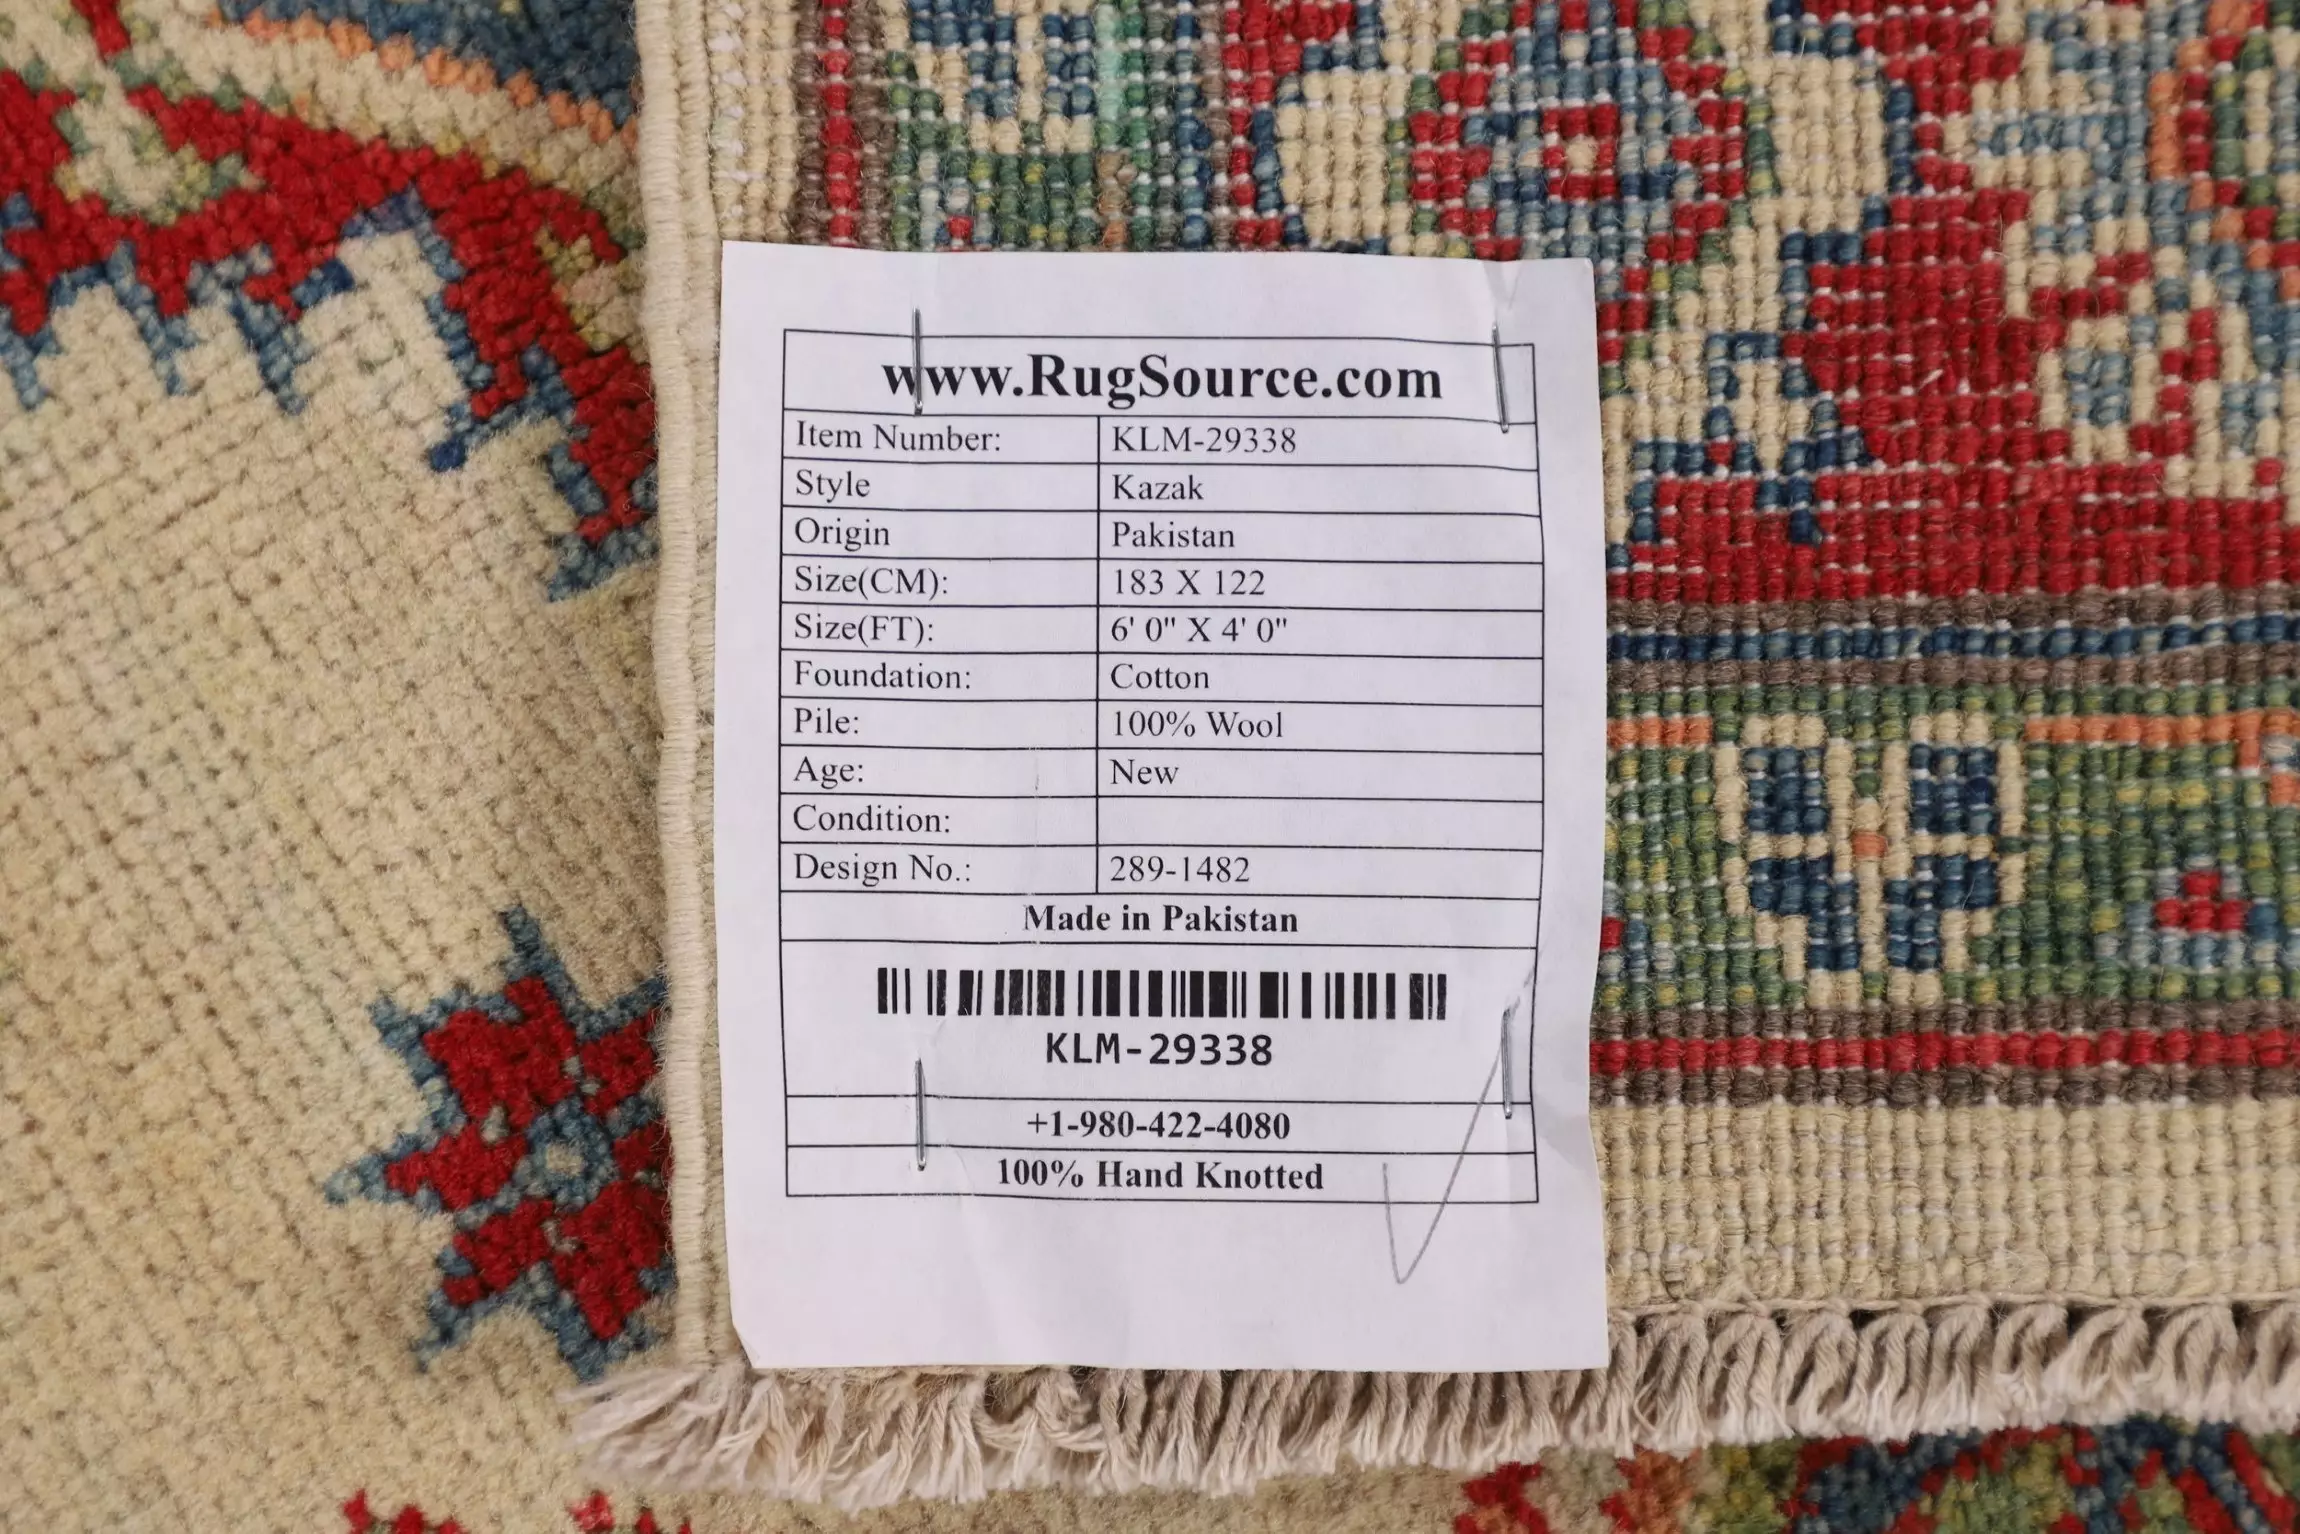 www.RugSource.com
Item Number: KLM-29338
Style Kazak
Origin Pakistan
Size(CM): 183 X 122
Size(FT): 6' 0" X 4' 0"
Foundation: Cotton
Pile: 100% Wool
Age: New
Condition:
Design No.: 289-1482
Made in Pakistan
KLM-29338
+1-980-422-4080
100% Hand Knotted